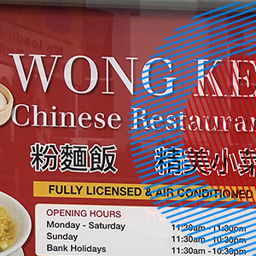 WONG KE
Chinese Restauran
粉麵飯 精美小菜
FULLY LICENSED & AIR CONDITIONED
OPENING HOURS
Monday - Saturday 11:30am - 11:30pm
Sunday 11:30am - 10:30pm
Bank Holidays 11:30am - 10:30pm